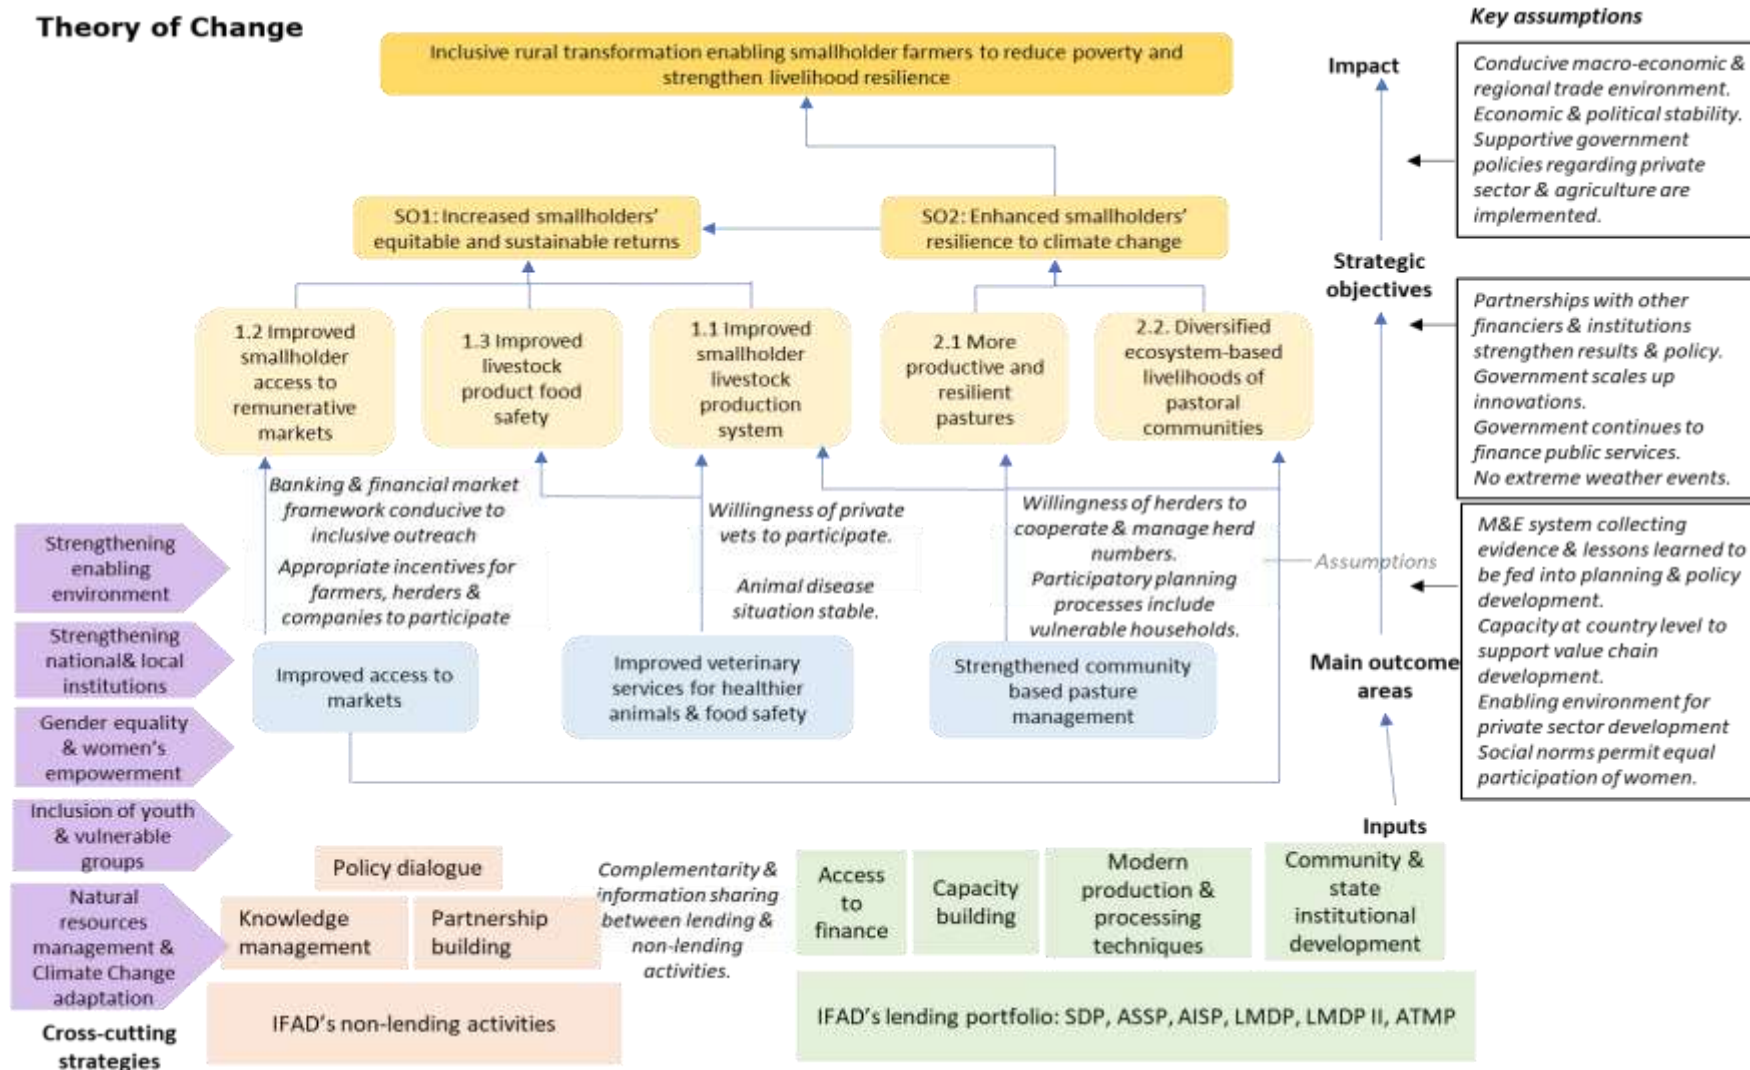 Theory of Change
Key assumptions
Inclusive rural transformation enabling smallholder farmers to reduce poverty and
strengthen livelihood resilience
Impact
Conducive macro-economic &
regional trade environment.
Economic & political stability.
Supportive government
policies regarding private
sector & agriculture are
implemented.
SO1: Increased smallholders'
equitable and sustainable returns
SO2: Enhanced smallholders'
resilience to climate change
Strategic
objectives
Partnerships with other
financiers & institutions
strengthen results & policy.
Government scales up
innovations.
Government continues to
finance public services.
No extreme weather events.
1.2 Improved
smallholder
access to
remunerative
markets
1.3 Improved
livestock
product food
safety
1.1 Improved
smallholder
livestock
production
system
2.1 More
productive and
resilient
pastures
2.2. Diversified
ecosystem-based
livelihoods of
pastoral
communities
Banking & financial market
framework conducive to
inclusive outreach
Appropriate incentives for
farmers, herders &
companies to participate
Willingness of private
vets to participate.
Animal disease
situation stable.
Willingness of herders to
cooperate & manage herd
numbers.
Participatory planning
processes include
vulnerable households.
Assumptions
M&E system collecting
evidence & lessons learned to
be fed into planning & policy
development.
Capacity at country level to
support value chain
development.
Enabling environment for
private sector development
Social norms permit equal
participation of women.
Strengthening
enabling
environment
Strengthening
national& local
institutions
Gender equality
& women's
empowerment
Inclusion of youth
& vulnerable
groups
Natural
resources
management &
Climate Change
adaptation
Cross-cutting
strategies
Improved access to
markets
Improved veterinary
services for healthier
animals & food safety
Strengthened community
based pasture
management
Main outcome
areas
Inputs
Policy dialogue
Knowledge
management
Partnership
building
IFAD's non-lending activities
Complementarity &
information sharing
between lending &
non-lending
activities.
Access
to
finance
Capacity
building
Modern
production &
processing
techniques
Community &
state
institutional
development
IFAD's lending portfolio: SDP, ASSP, AISP, LMDP, LMDP II, ATMP